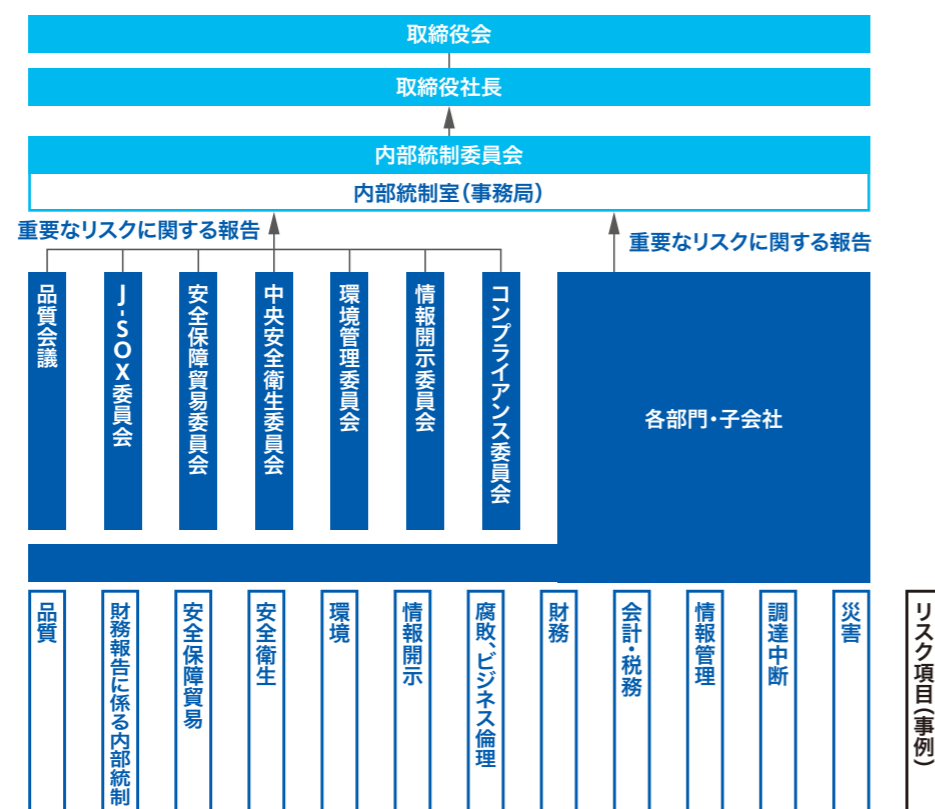 取締役会
取締役社長
内部統制委員会
内部統制室(事務局)
重要なリスクに関する報告
重要なリスクに関する報告
品質会議
J-SOX委員会
安全保障貿易委員会
中央安全衛生委員会
環境管理委員会
情報開示委員会
コンプライアンス委員会
各部門・子会社
品質
財務報告に係る内部統制
安全保障貿易
安全衛生
環境
情報開示
腐敗、ビジネス倫理
財務
会計・税務
情報管理
調達中断
災害
リスク項目(事例)